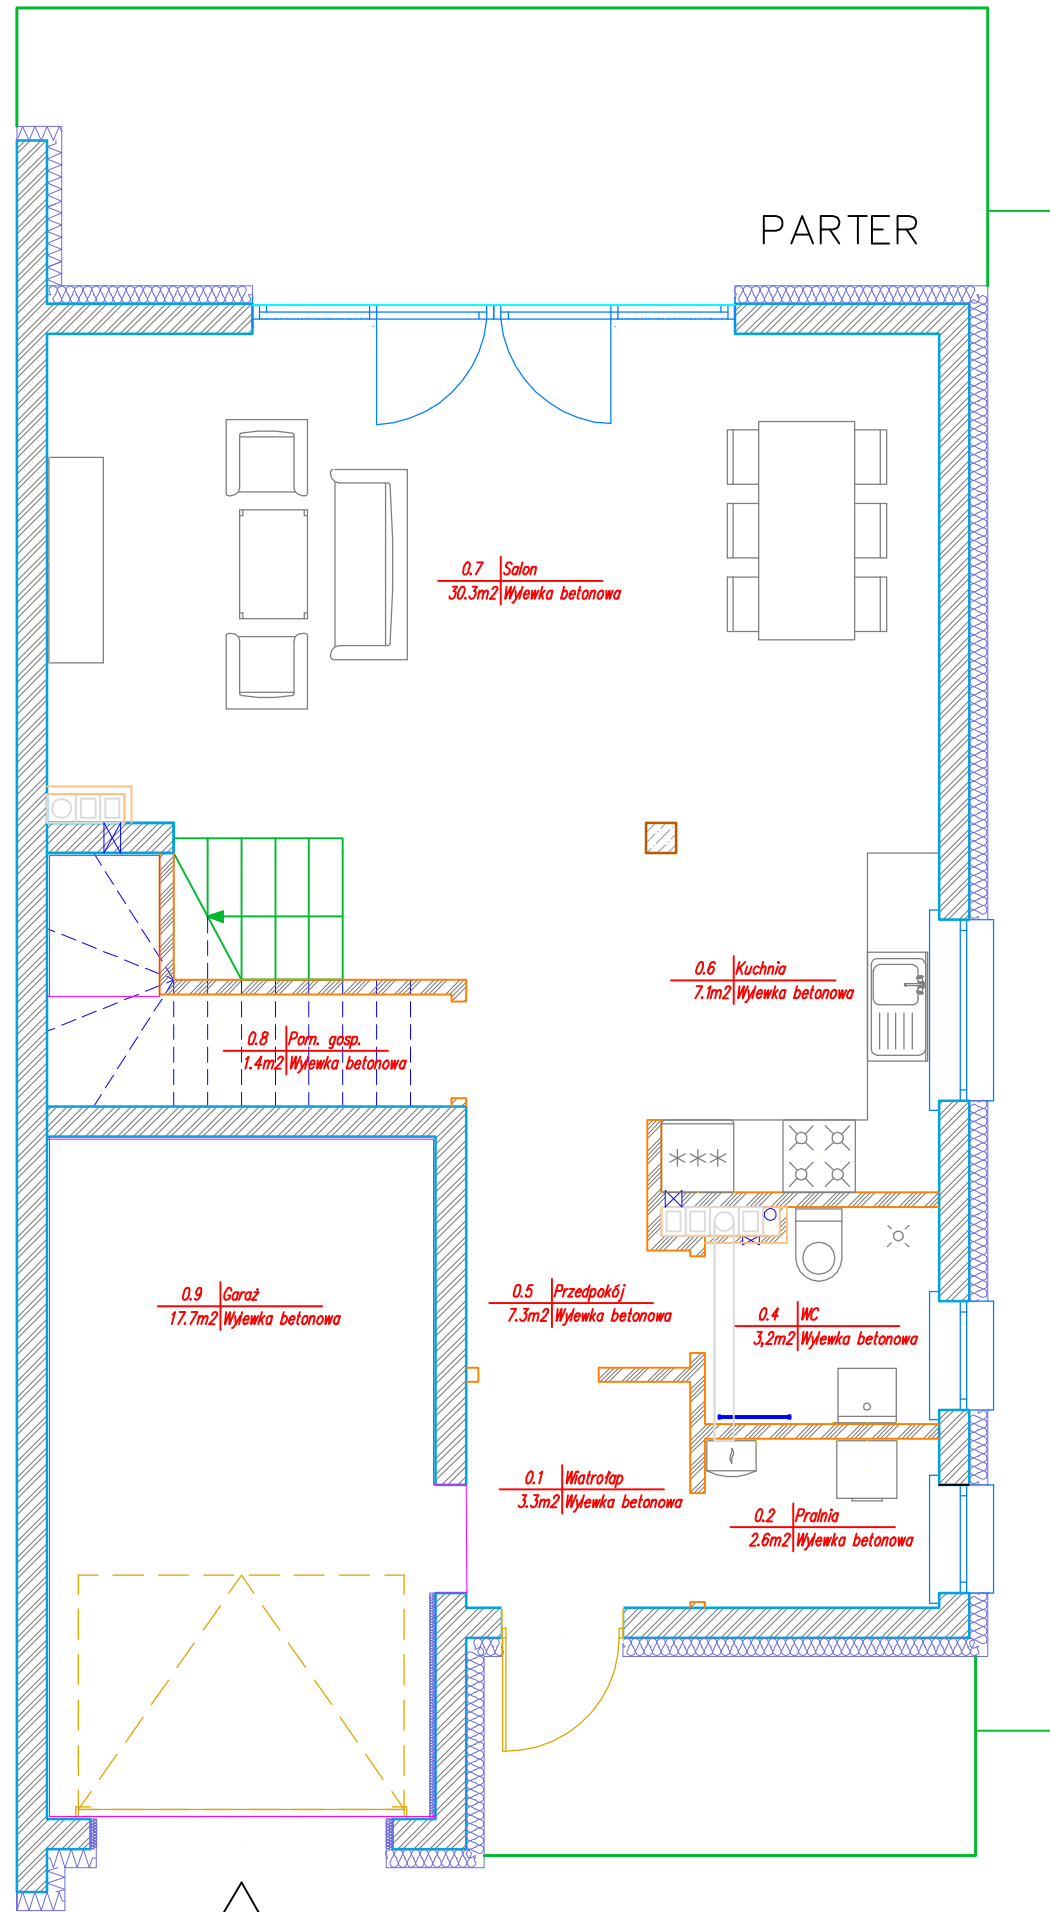 PARTER
0.7 Salon
30.3m2 Wylewka betonowa
0.6 Kuchnia
7.1m2 Wylewka betonowa
0.8 Pom. gosp.
1.4m2 Wylewka betonowa
0.9 Garaż
17.7m2 Wylewka betonowa
0.5 Przedpokój
7.3m2 Wylewka betonowa
0.4 WC
3,2m2 Wylewka betonowa
0.1 Wiatrołap
3.3m2 Wylewka betonowa
0.2 Pralnia
2.6m2 Wylewka betonowa